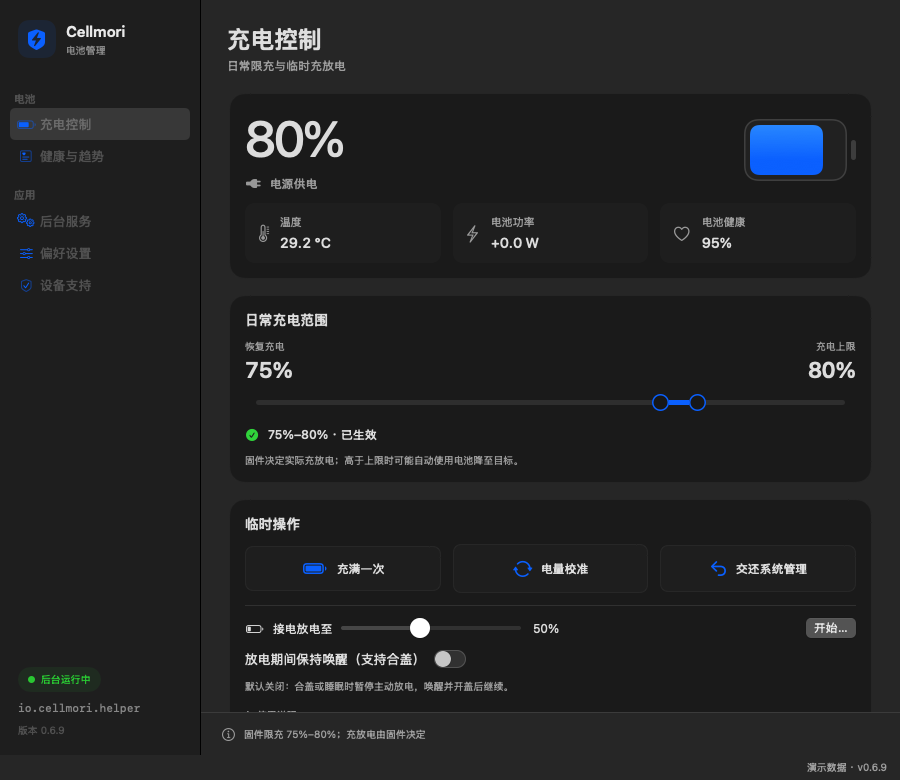 Cellmori
电池管理
电池
充电控制
健康与趋势
应用
后台服务
偏好设置
设备支持
后台运行中
io.cellmori.helper
版本 0.6.9
充电控制
日常限充与临时充放电
80%
电源供电
温度
29.2 °C
电池功率
+0.0 W
电池健康
95%
日常充电范围
恢复充电
充电上限
75%
80%
75%–80% · 已生效
固件决定实际充放电；高于上限时可能自动使用电池降至目标。
临时操作
充满一次
电量校准
交还系统管理
接电放电至
50%
开始...
放电期间保持唤醒（支持合盖）
默认关闭：合盖或睡眠时暂停主动放电，唤醒并开盖后继续。
固件限充 75%–80%；充放电由固件决定
演示数据 · v0.6.9